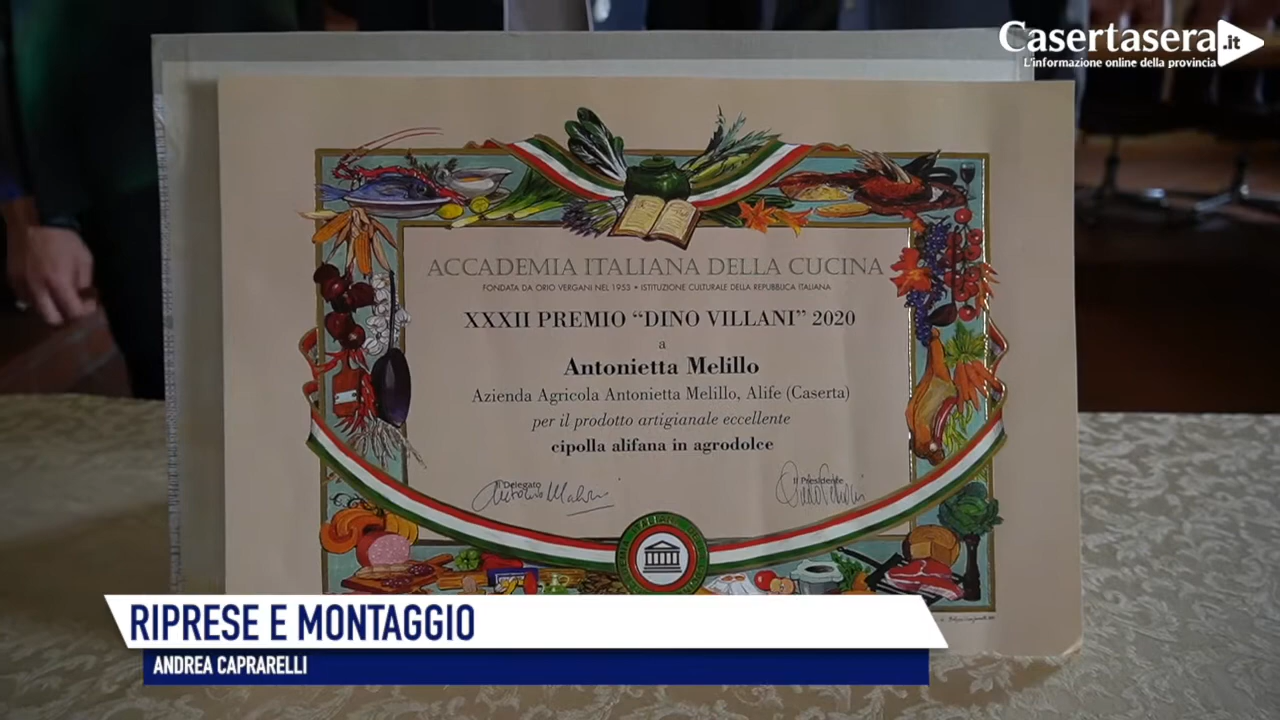 Casertasera.it
L'informazione online della provincia
ACCADEMIA ITALIANA DELLA CUCINA
FONDATA DA ORIO VERGANI NEL 1953 • ISTITUZIONE CULTURALE DELLA REPUBBLICA ITALIANA
XXXII PREMIO “DINO VILLANI” 2020
a
Antonietta Melillo
Azienda Agricola Antonietta Melillo, Alife (Caserta)
per il prodotto artigianale eccellente
cipolla alifana in agrodolce
Il Delegato
Il Presidente
RIPRESE E MONTAGGIO
ANDREA CAPRARELLI